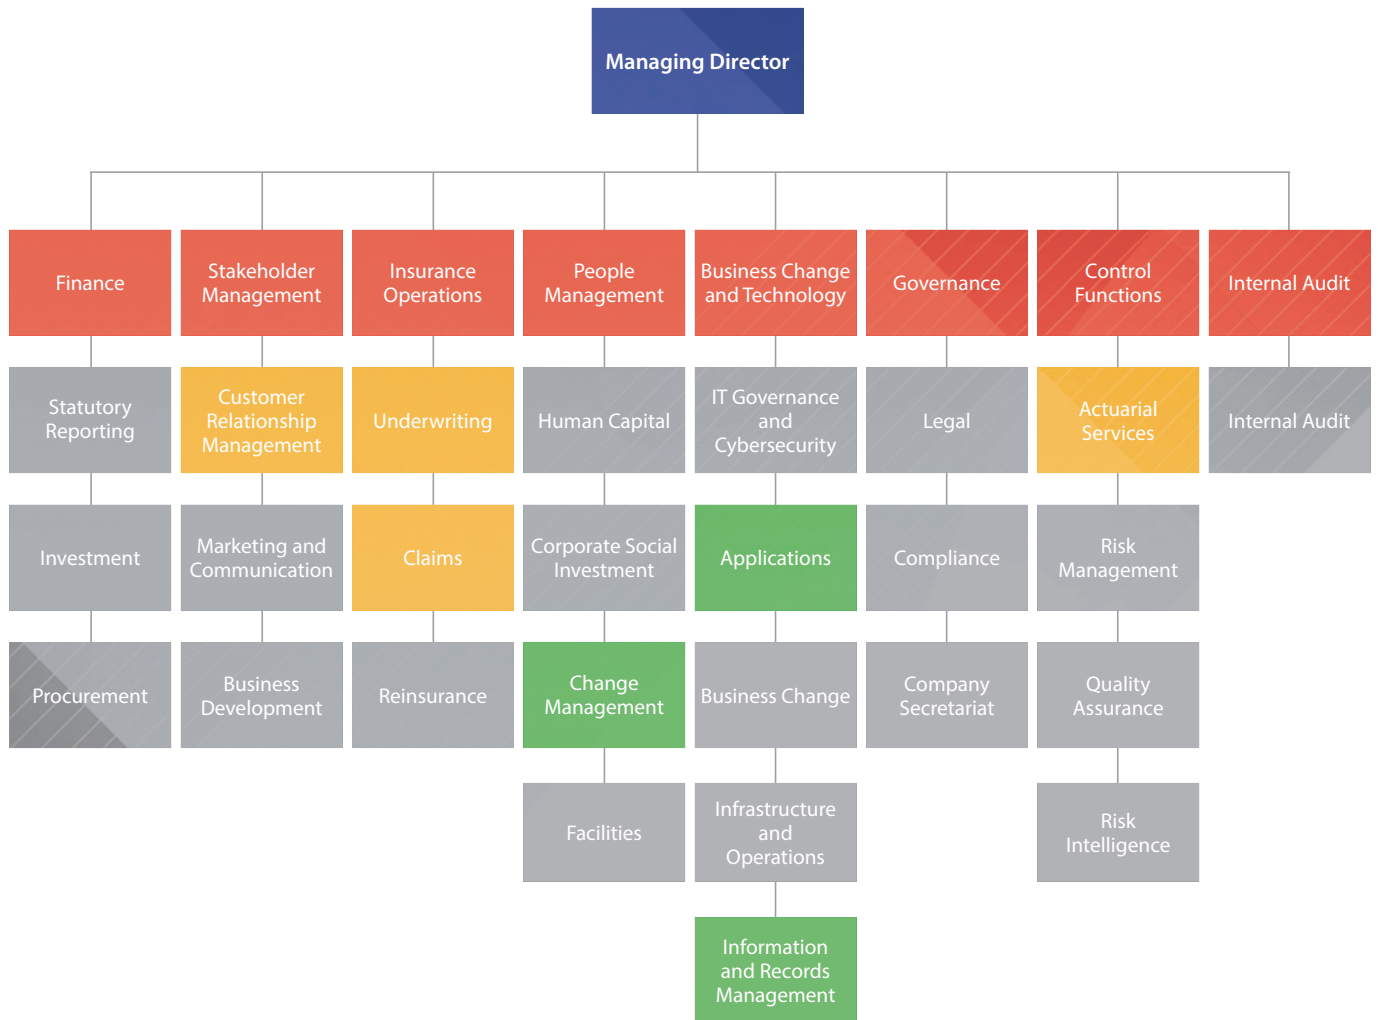 Managing Director
Finance
Stakeholder
Management
Insurance
Operations
People
Management
Business Change
and Technology
Governance
Control
Functions
Internal Audit
Statutory
Reporting
Customer
Relationship
Management
Underwriting
Human Capital
IT Governance
and
Cybersecurity
Legal
Actuarial
Services
Internal Audit
Investment
Marketing and
Communication
Claims
Corporate Social
Investment
Applications
Compliance
Risk
Management
Procurement
Business
Development
Reinsurance
Change
Management
Business Change
Company
Secretariat
Quality
Assurance
Facilities
Infrastructure
and
Operations
Risk
Intelligence
Information
and Records
Management